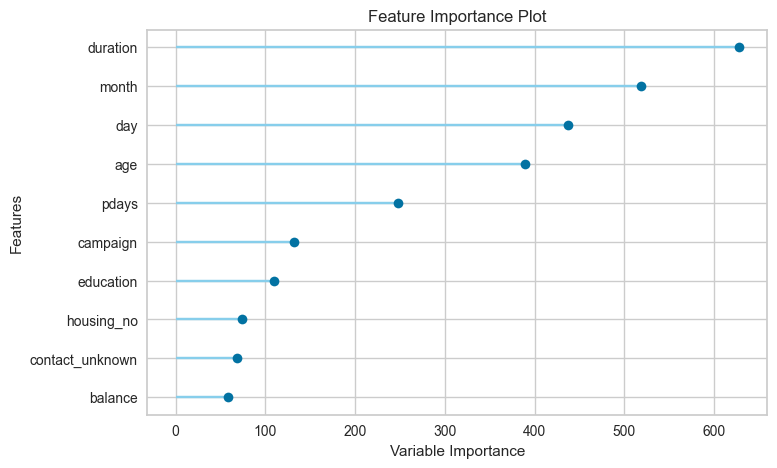 Feature Importance Plot
Features
duration
month
day
age
pdays
campaign
education
housing_no
contact_unknown
balance
0 100 200 300 400 500 600
Variable Importance